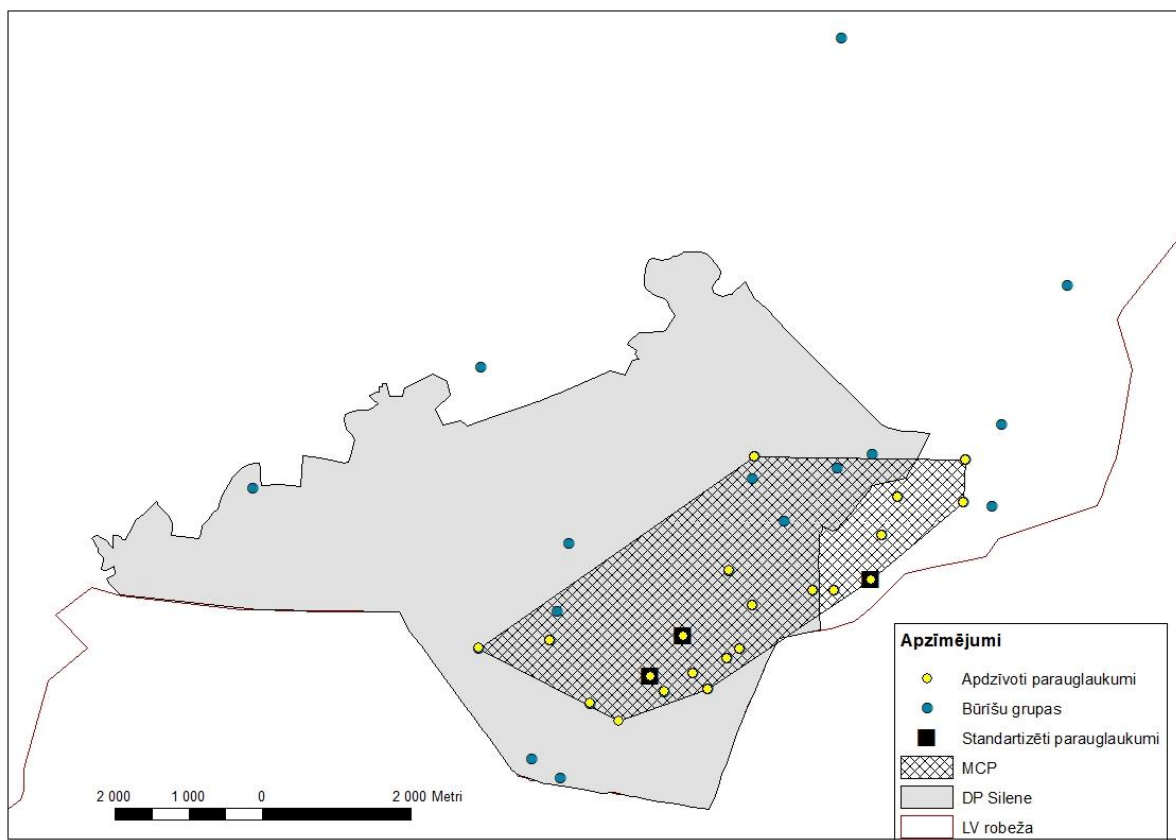 Apzīmējumi
Apdzīvoti parauglaukumi
Būrīšu grupas
Standartizēti parauglaukumi
MCP
DP Silene
LV robeža
2 000 1 000 0 2 000 Metri